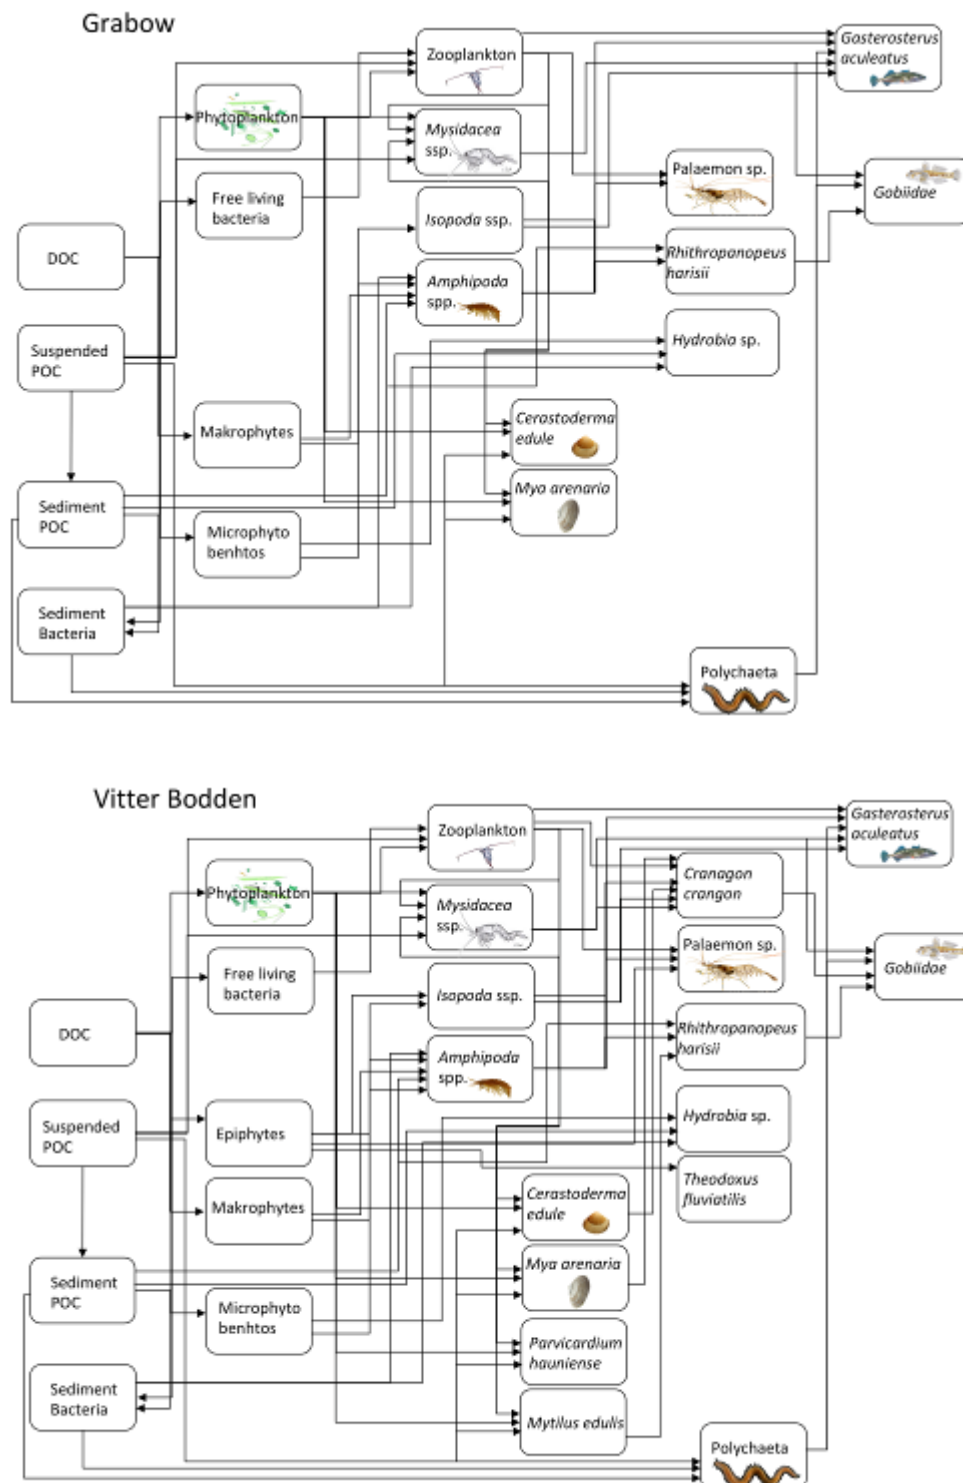 Grabow
Zooplankton
Gasterosterus
aculeatus
Phytoplankton
Mysidacea
ssp.
Palaemon sp.
Gobiidae
Free living
bacteria
Isopoda ssp.
DOC
Rhithropanopeus
harisii
Amphipoda
spp.
Suspended
POC
Hydrobia sp.
Makrophytes
Cerastoderma
edule
Sediment
POC
Mya arenaria
Microphyto
benhtos
Sediment
Bacteria
Polychaeta
Vitter Bodden
Zooplankton
Gasterosterus
aculeatus
Phytoplankton
Cranagon
crangon
Mysidacea
ssp.
Palaemon sp.
Gobiidae
Free living
bacteria
Isopoda ssp.
DOC
Rhithropanopeus
harisii
Amphipoda
spp.
Suspended
POC
Epiphytes
Hydrobia sp.
Theodoxus
fluviatilis
Makrophytes
Cerastoderma
edule
Sediment
POC
Mya arenaria
Microphyto
benhtos
Parvicardium
hauniense
Sediment
Bacteria
Mytilus edulis
Polychaeta